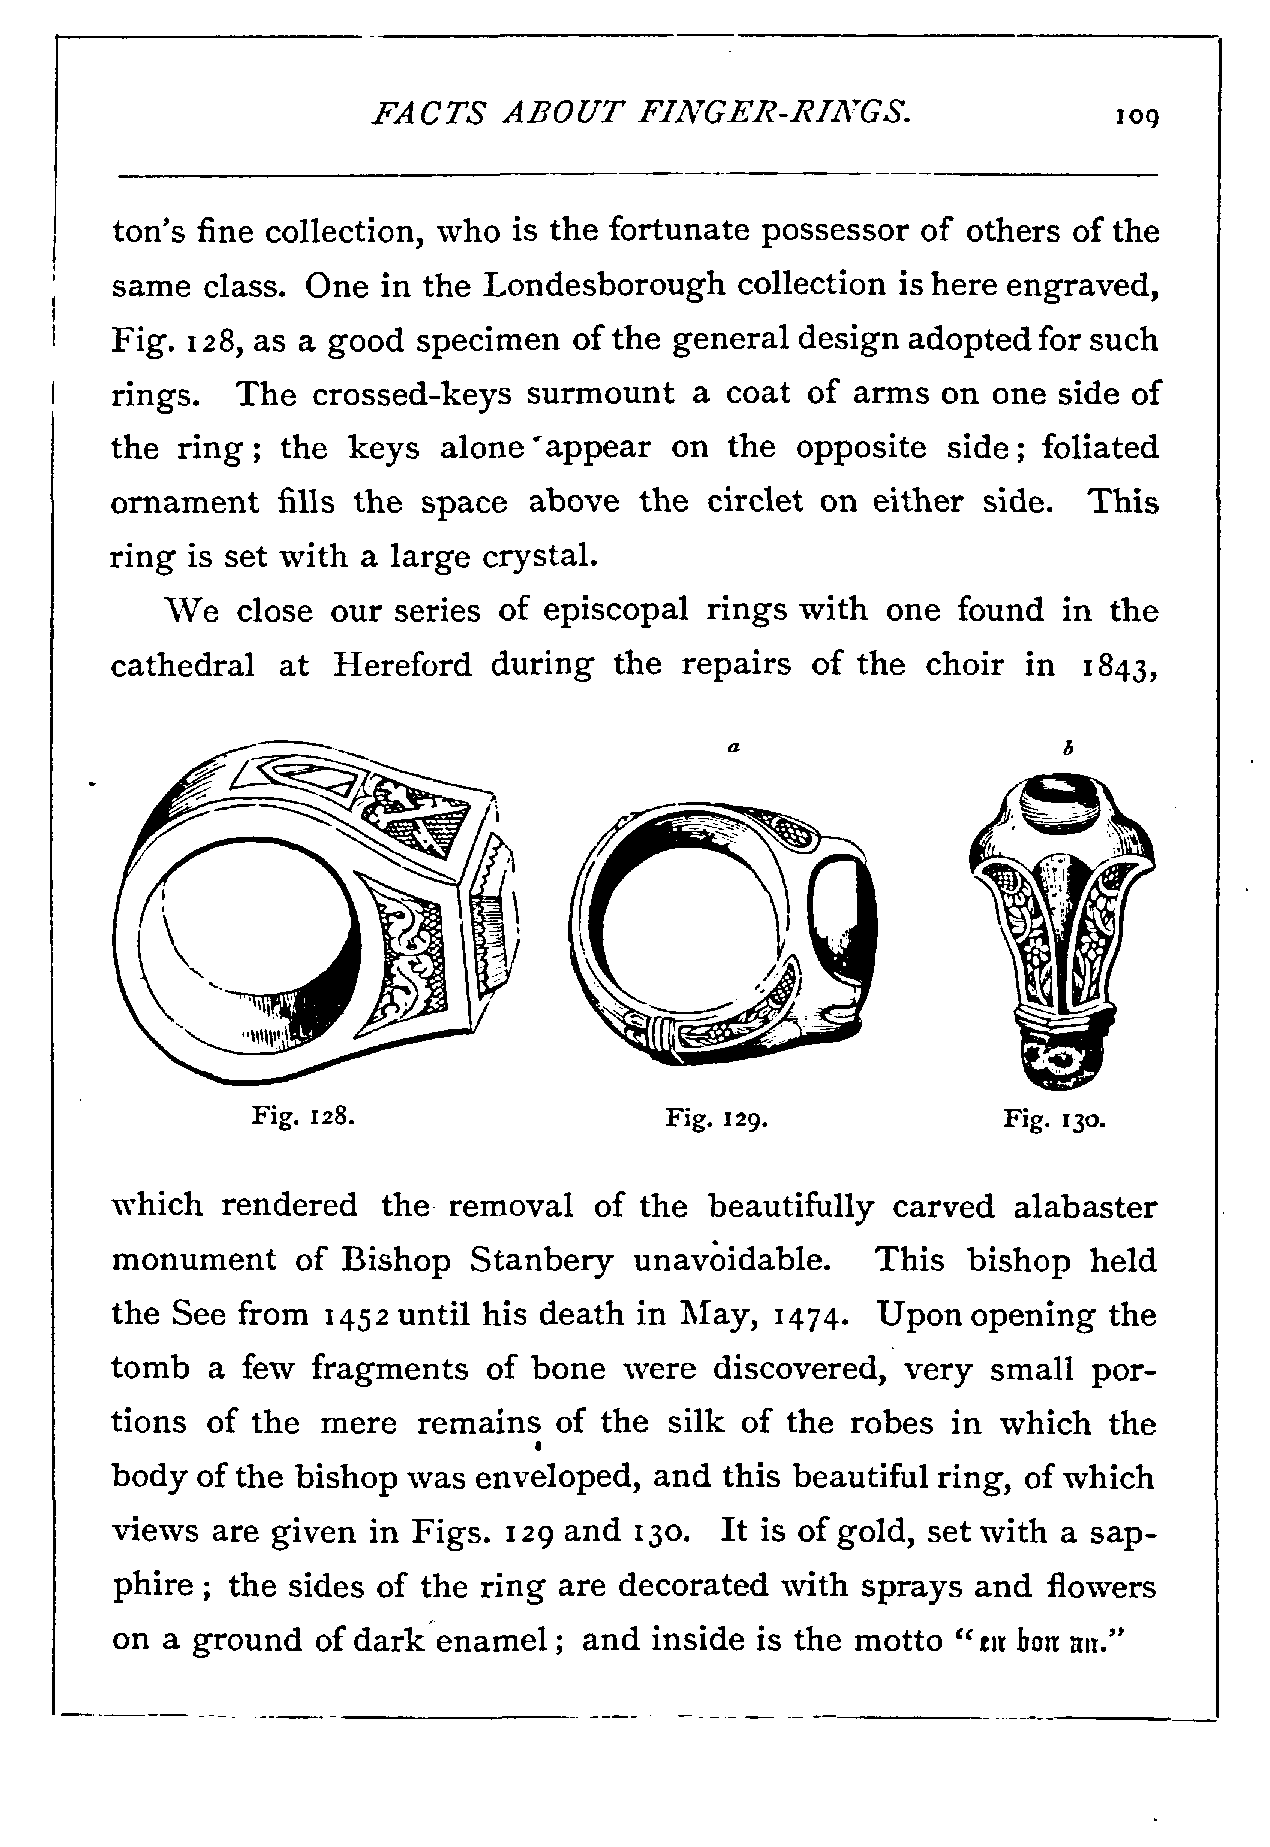 FACTS ABOUT FINGER-RINGS. 109
ton's fine collection, who is the fortunate possessor of others of the
same class. One in the Londesborough collection is here engraved,
Fig. 128, as a good specimen of the general design adopted for such
rings. The crossed-keys surmount a coat of arms on one side of
the ring; the keys alone appear on the opposite side; foliated
ornament fills the space above the circlet on either side. This
ring is set with a large crystal.
We close our series of episcopal rings with one found in the
cathedral at Hereford during the repairs of the choir in 1843,
a b
Fig. 128. Fig. 129. Fig. 130.
which rendered the removal of the beautifully carved alabaster
monument of Bishop Stanbery unavoidable. This bishop held
the See from 1452 until his death in May, 1474. Upon opening the
tomb a few fragments of bone were discovered, very small por-
tions of the mere remains of the silk of the robes in which the
body of the bishop was enveloped, and this beautiful ring, of which
views are given in Figs. 129 and 130. It is of gold, set with a sap-
phire; the sides of the ring are decorated with sprays and flowers
on a ground of dark enamel; and inside is the motto "en bon an."